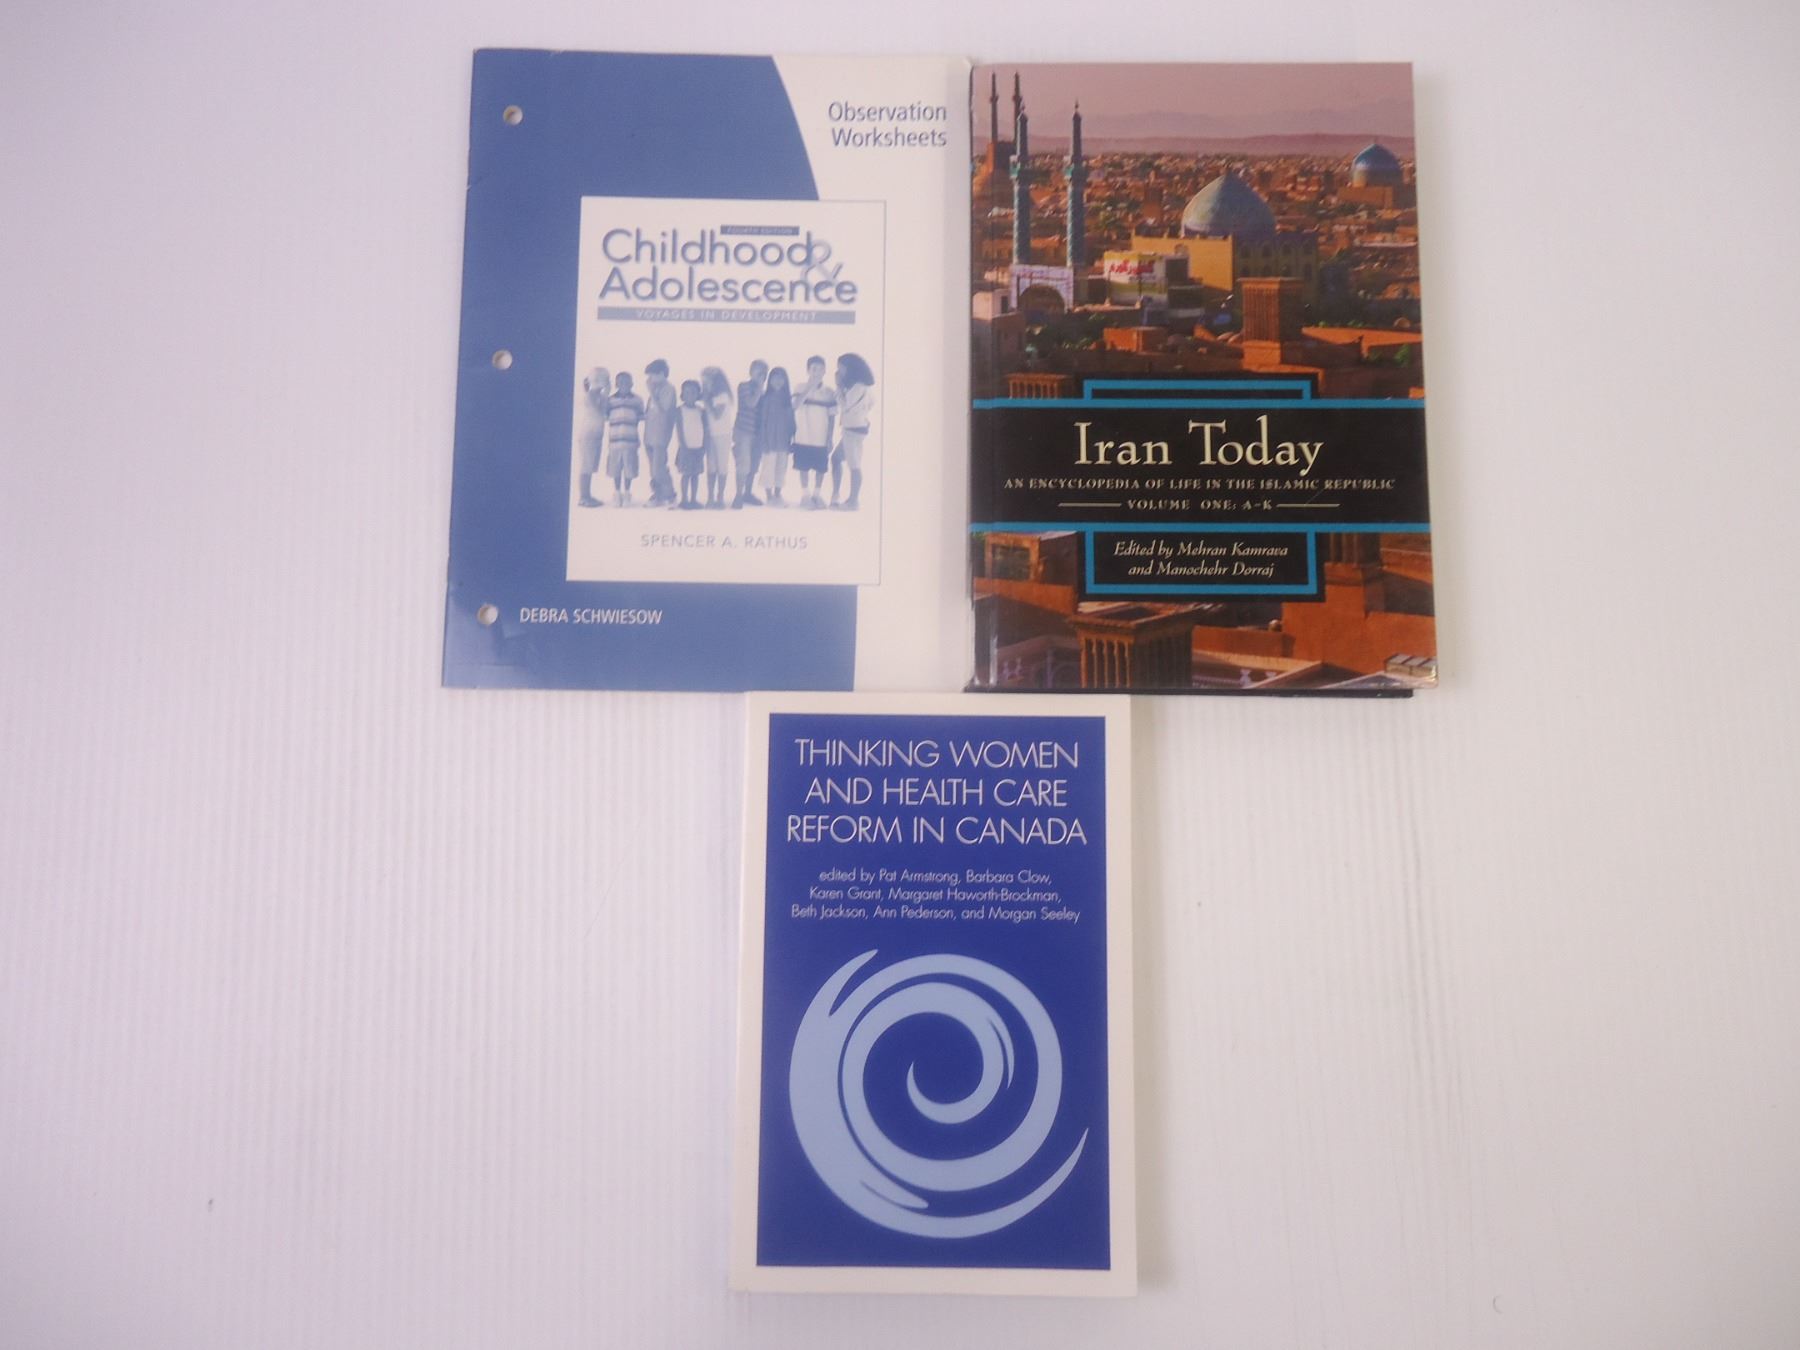 Observation
Worksheets
FOURTH EDITION
Childhood &
Adolescence
VOYAGES IN DEVELOPMENT
SPENCER A. RATHUS
DEBRA SCHWIESOW
Iran Today
AN ENCYCLOPEDIA OF LIFE IN THE ISLAMIC REPUBLIC
VOLUME ONE: A-K
Edited by Mehran Kamrava
and Manochehr Dorraj
THINKING WOMEN
AND HEALTH CARE
REFORM IN CANADA
edited by Pat Armstrong, Barbara Clow,
Karen Grant, Margaret Haworth-Brockman,
Beth Jackson, Ann Pederson, and Morgan Seeley